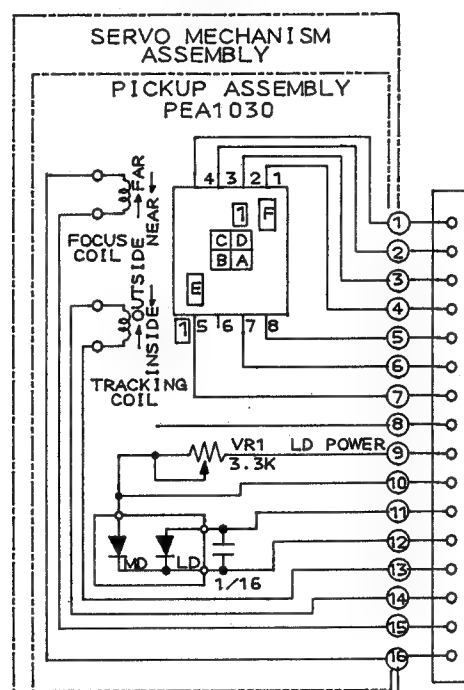 SERVO MECHANISM
ASSEMBLY
PICKUP ASSEMBLY
PEA1030
4 3 2 1
FAR
NEAR
FOCUS
COIL
1
F
C D
B A
E
1 5 6 7 8
OUTSIDE
INSIDE
TRACKING
COIL
VR1 LD POWER
3.3K
MD LD
1/16
1
2
3
4
5
6
7
8
9
10
11
12
13
14
15
16